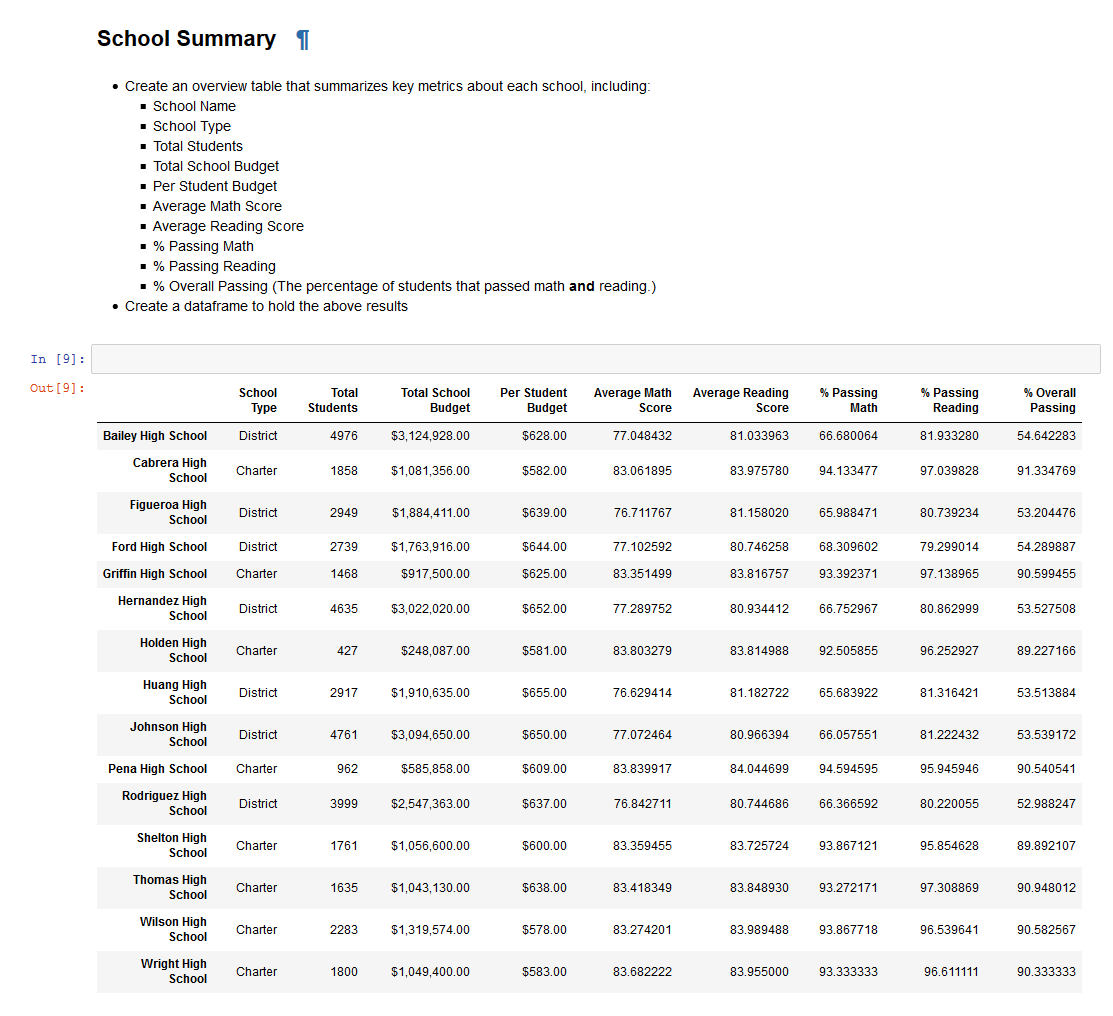 School Summary ¶
• Create an overview table that summarizes key metrics about each school, including:
▪ School Name
▪ School Type
▪ Total Students
▪ Total School Budget
▪ Per Student Budget
▪ Average Math Score
▪ Average Reading Score
▪ % Passing Math
▪ % Passing Reading
▪ % Overall Passing (The percentage of students that passed math and reading.)
• Create a dataframe to hold the above results
In [9]:
Out[9]:
School Total Total School Per Student Average Math Average Reading % Passing % Passing % Overall
Type Students Budget Budget Score Score Math Reading Passing
Bailey High School District 4976 $3,124,928.00 $628.00 77.048432 81.033963 66.680064 81.933280 54.642283
Cabrera High
School Charter 1858 $1,081,356.00 $582.00 83.061895 83.975780 94.133477 97.039828 91.334769
Figueroa High
School District 2949 $1,884,411.00 $639.00 76.711767 81.158020 65.988471 80.739234 53.204476
Ford High School District 2739 $1,763,916.00 $644.00 77.102592 80.746258 68.309602 79.299014 54.289887
Griffin High School Charter 1468 $917,500.00 $625.00 83.351499 83.816757 93.392371 97.138965 90.599455
Hernandez High
School District 4635 $3,022,020.00 $652.00 77.289752 80.934412 66.752967 80.862999 53.527508
Holden High
School Charter 427 $248,087.00 $581.00 83.803279 83.814988 92.505855 96.252927 89.227166
Huang High
School District 2917 $1,910,635.00 $655.00 76.629414 81.182722 65.683922 81.316421 53.513884
Johnson High
School District 4761 $3,094,650.00 $650.00 77.072464 80.966394 66.057551 81.222432 53.539172
Pena High School Charter 962 $585,858.00 $609.00 83.839917 84.044699 94.594595 95.945946 90.540541
Rodriguez High
School District 3999 $2,547,363.00 $637.00 76.842711 80.744686 66.366592 80.220055 52.988247
Shelton High
School Charter 1761 $1,056,600.00 $600.00 83.359455 83.725724 93.867121 95.854628 89.892107
Thomas High
School Charter 1635 $1,043,130.00 $638.00 83.418349 83.848930 93.272171 97.308869 90.948012
Wilson High
School Charter 2283 $1,319,574.00 $578.00 83.274201 83.989488 93.867718 96.539641 90.582567
Wright High
School Charter 1800 $1,049,400.00 $583.00 83.682222 83.955000 93.333333 96.611111 90.333333